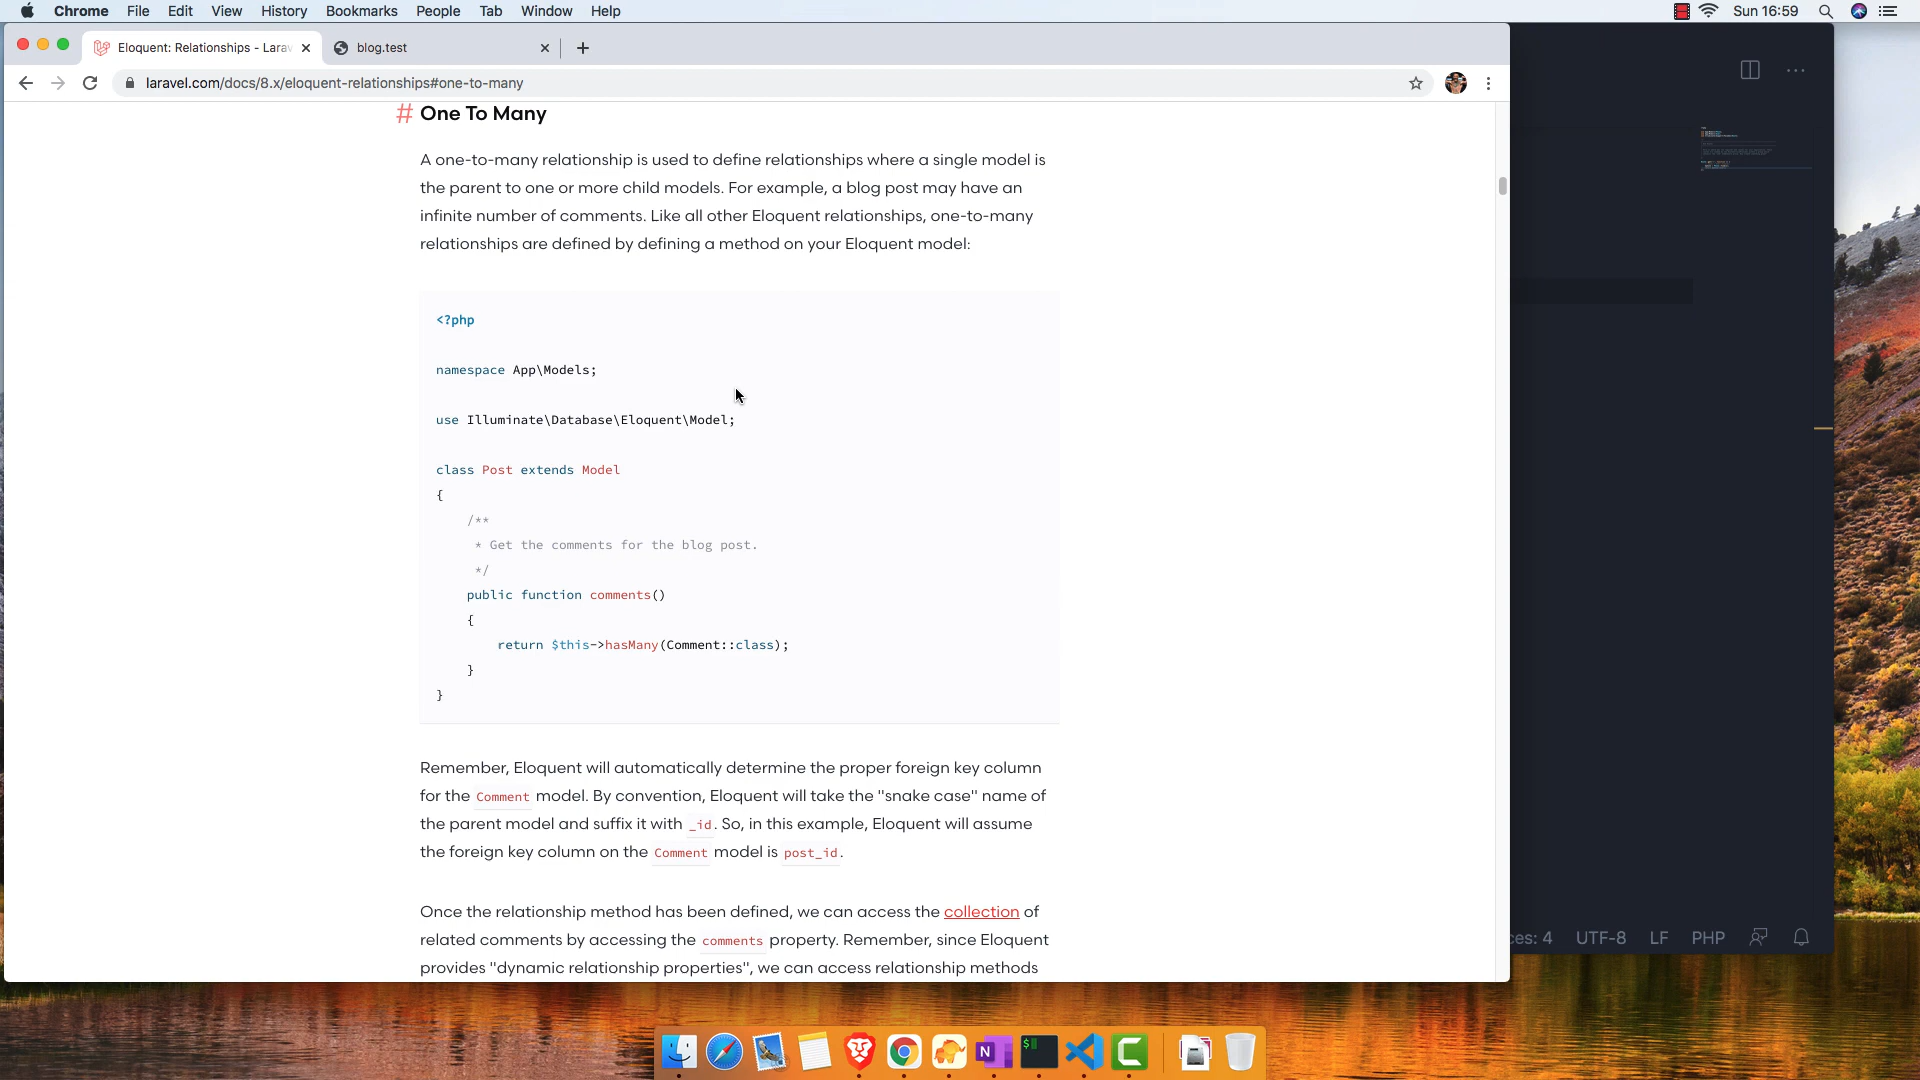 Chrome File Edit View History Bookmarks People Tab Window Help Sun 16:59
Eloquent: Relationships - Larav blog.test
laravel.com/docs/8.x/eloquent-relationships#one-to-many
# One To Many
A one-to-many relationship is used to define relationships where a single model is
the parent to one or more child models. For example, a blog post may have an
infinite number of comments. Like all other Eloquent relationships, one-to-many
relationships are defined by defining a method on your Eloquent model:
<?php
namespace App\Models;
use Illuminate\Database\Eloquent\Model;
class Post extends Model
{
/**
* Get the comments for the blog post.
*/
public function comments()
{
return $this->hasMany(Comment::class);
}
}
Remember, Eloquent will automatically determine the proper foreign key column
for the Comment model. By convention, Eloquent will take the "snake case" name of
the parent model and suffix it with _id. So, in this example, Eloquent will assume
the foreign key column on the Comment model is post_id.
Once the relationship method has been defined, we can access the collection of
related comments by accessing the comments property. Remember, since Eloquent
provides "dynamic relationship properties", we can access relationship methods
ces: 4 UTF-8 LF PHP